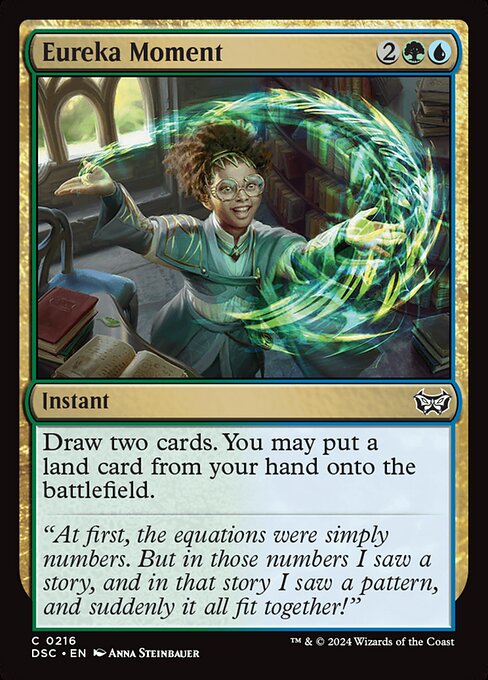 Eureka Moment 2
Instant
Draw two cards. You may put a
land card from your hand onto the
battlefield.
“At first, the equations were simply
numbers. But in those numbers I saw a
story, and in that story I saw a pattern,
and suddenly it all fit together!”
C 0216
DSC • EN Anna Steinbauer
™ & © 2024 Wizards of the Coast